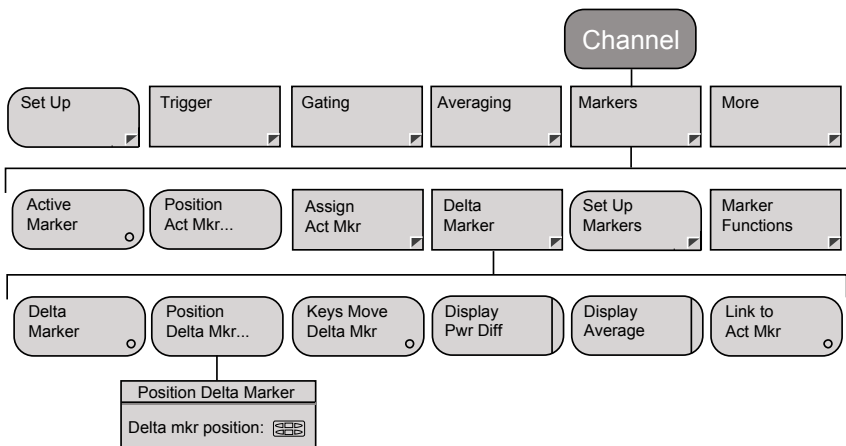 Channel
Set Up
Trigger
Gating
Averaging
Markers
More
Active
Marker
Position
Act Mkr...
Assign
Act Mkr
Delta
Marker
Set Up
Markers
Marker
Functions
Delta
Marker
Position
Delta Mkr...
Keys Move
Delta Mkr
Display
Pwr Diff
Display
Average
Link to
Act Mkr
Position Delta Marker
Delta mkr position: